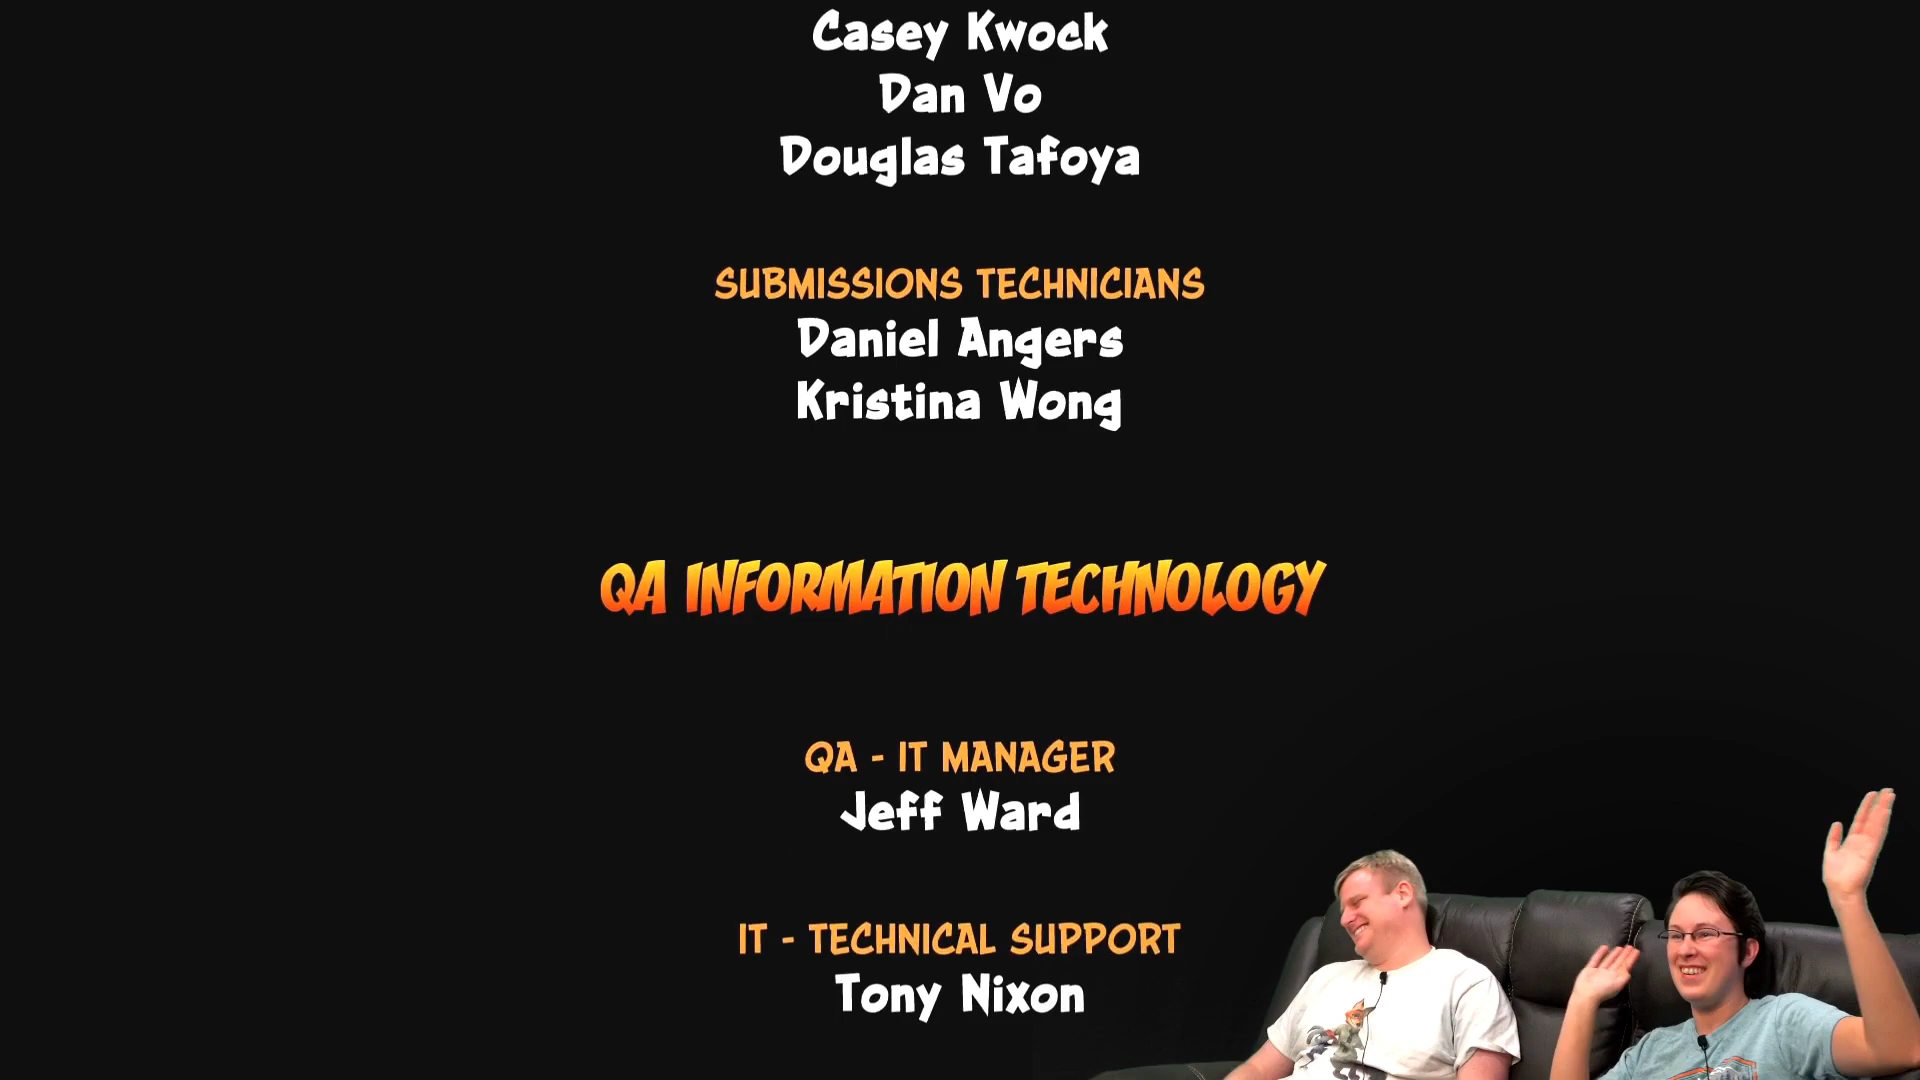 Casey Kwock
Dan Vo
Douglas Tafoya
SUBMISSIONS TECHNICIANS
Daniel Angers
Kristina Wong
QA INFORMATION TECHNOLOGY
QA - IT MANAGER
Jeff Ward
IT - TECHNICAL SUPPORT
Tony Nixon